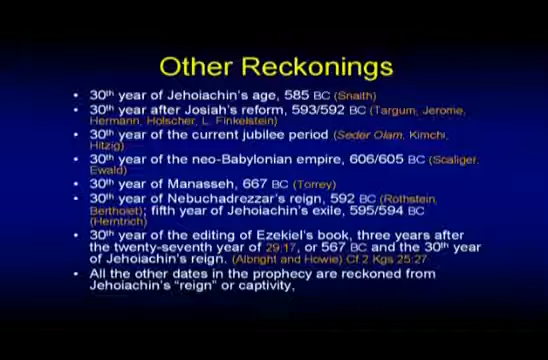 Other Reckonings
• 30th year of Jehoiachin's age, 585 BC (Snaith)
• 30th year after Josiah's reform, 593/592 BC (Targum, Jerome,
Hermann, Holscher, L. Finkelstein)
• 30th year of the current jubilee period (Seder Olam, Kimchi,
Hitzig)
• 30th year of the neo-Babylonian empire, 606/605 BC (Scaliger,
Ewald)
• 30th year of Manasseh, 667 BC (Torrey)
• 30th year of Nebuchadrezzar's reign, 592 BC (Rothstein,
Bertholet); fifth year of Jehoiachin's exile, 595/594 BC
(Herntrich)
• 30th year of the editing of Ezekiel's book, three years after
the twenty-seventh year of 29:17, or 567 BC and the 30th year
of Jehoiachin's reign. (Albright and Howie) Cf 2 Kgs 25:27
• All the other dates in the prophecy are reckoned from
Jehoiachin's "reign" or captivity,